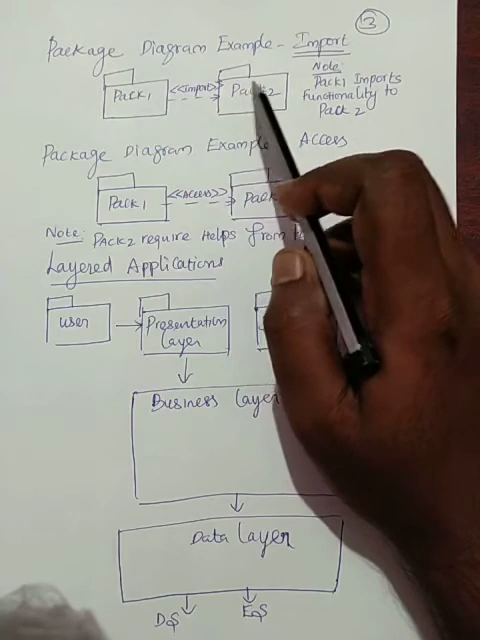 3
Package Diagram Example - Import
Pack1 <<Import>> Pack2
Note:
Pack1 Imports
Functionality to
Pack 2
Package Diagram Example Access
Pack1 <<Access>> Pack
Note: Pack2 require Helps from
Layered Applications
user Presentation
layer
Business layer
Data layer
DS ES